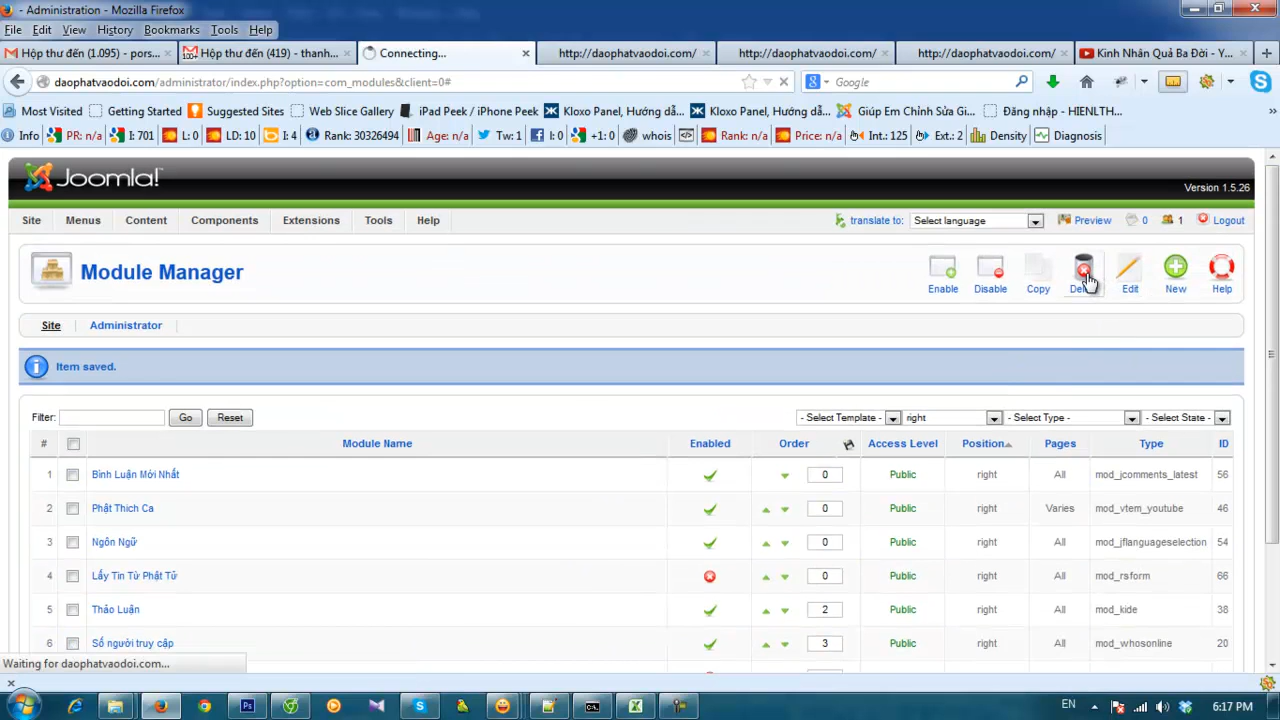 - Administration - Mozilla Firefox
File Edit View History Bookmarks Tools Help
Hộp thư đến (1.095) - pors... Hộp thư đến (419) - thanh... Connecting... http://daophatvaodoi.com/ http://daophatvaodoi.com/ http://daophatvaodoi.com/ Kinh Nhân Quả Ba Đời - Y...
daophatvaodoi.com/administrator/index.php?option=com_modules&client=0# Google
Most Visited Getting Started Suggested Sites Web Slice Gallery iPad Peek / iPhone Peek Kloxo Panel, Hướng dẫ... Kloxo Panel, Hướng dẫ... Giúp Em Chỉnh Sửa Gi... Đăng nhập - HIENLTH...
Info PR: n/a I: 701 L: 0 LD: 10 I: 4 Rank: 30326494 Age: n/a Tw: 1 I: 0 +1: 0 whois Rank: n/a Price: n/a Int.: 125 Ext.: 2 Density Diagnosis
Joomla!
Version 1.5.26
Site Menus Content Components Extensions Tools Help translate to: Select language Preview 0 1 Logout
Module Manager
Enable Disable Copy Edit New Help
Site Administrator
Item saved.
Filter: Go Reset - Select Template - right - Select Type - - Select State -
# Module Name Enabled Order Access Level Position Pages Type ID
1 Bình Luận Mới Nhất 0 Public right All mod_jcomments_latest 56
2 Phật Thich Ca 0 Public right Varies mod_vtem_youtube 46
3 Ngôn Ngữ 0 Public right All mod_jflanguageselection 54
4 Lấy Tin Từ Phật Tử 0 Public right All mod_rsform 66
5 Thảo Luận 2 Public right All mod_kide 38
6 Số người truy cập 3 Public right All mod_whosonline 20
Waiting for daophatvaodoi.com...
EN 6:17 PM